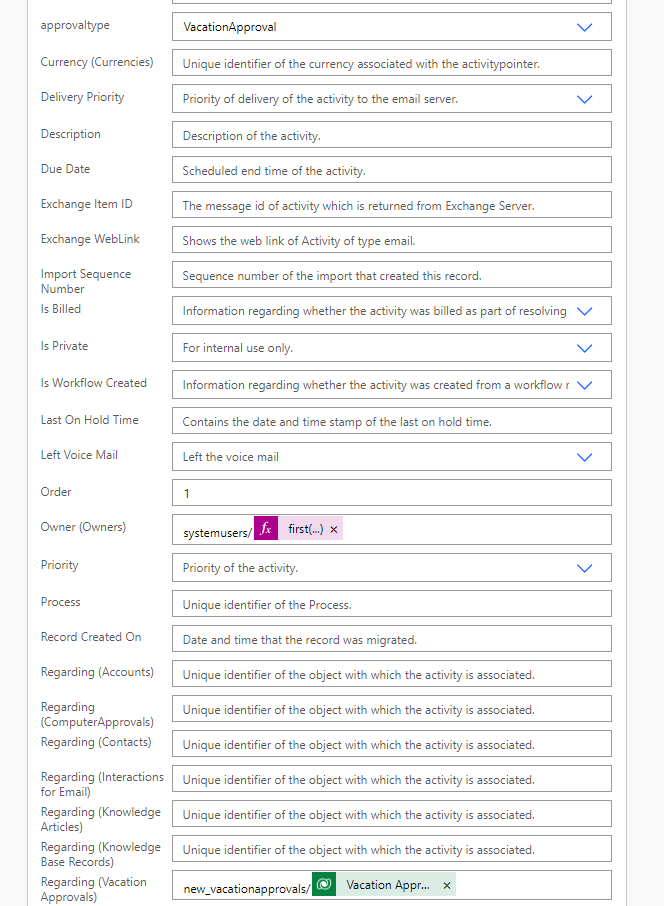 approvaltype
VacationApproval
Currency (Currencies)
Unique identifier of the currency associated with the activitypointer.
Delivery Priority
Priority of delivery of the activity to the email server.
Description
Description of the activity.
Due Date
Scheduled end time of the activity.
Exchange Item ID
The message id of activity which is returned from Exchange Server.
Exchange WebLink
Shows the web link of Activity of type email.
Import Sequence
Number
Sequence number of the import that created this record.
Is Billed
Information regarding whether the activity was billed as part of resolving
Is Private
For internal use only.
Is Workflow Created
Information regarding whether the activity was created from a workflow r
Last On Hold Time
Contains the date and time stamp of the last on hold time.
Left Voice Mail
Left the voice mail
Order
1
Owner (Owners)
systemusers/ fx first(...) ×
Priority
Priority of the activity.
Process
Unique identifier of the Process.
Record Created On
Date and time that the record was migrated.
Regarding (Accounts)
Unique identifier of the object with which the activity is associated.
Regarding
(ComputerApprovals)
Unique identifier of the object with which the activity is associated.
Regarding (Contacts)
Unique identifier of the object with which the activity is associated.
Regarding (Interactions
for Email)
Unique identifier of the object with which the activity is associated.
Regarding (Knowledge
Articles)
Unique identifier of the object with which the activity is associated.
Regarding (Knowledge
Base Records)
Unique identifier of the object with which the activity is associated.
Regarding (Vacation
Approvals)
new_vacationapprovals/ Vacation Appr... ×